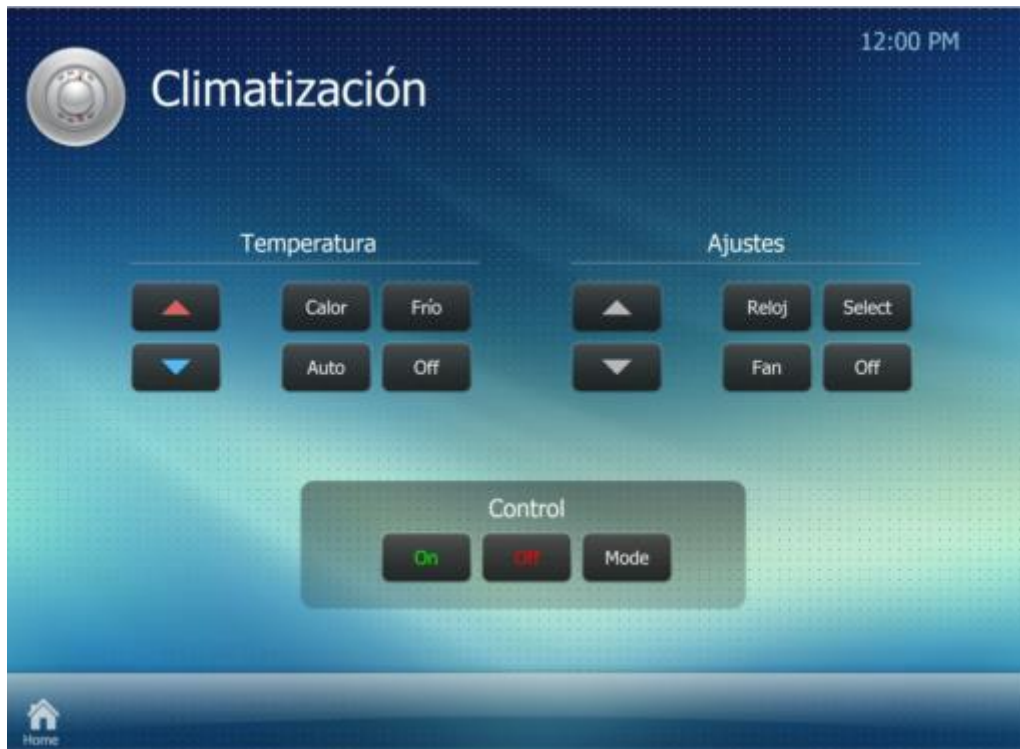 12:00 PM
Climatización
Temperatura
Ajustes
Calor Frío
Reloj Select
Auto Off
Fan Off
Control
On Off Mode
Home